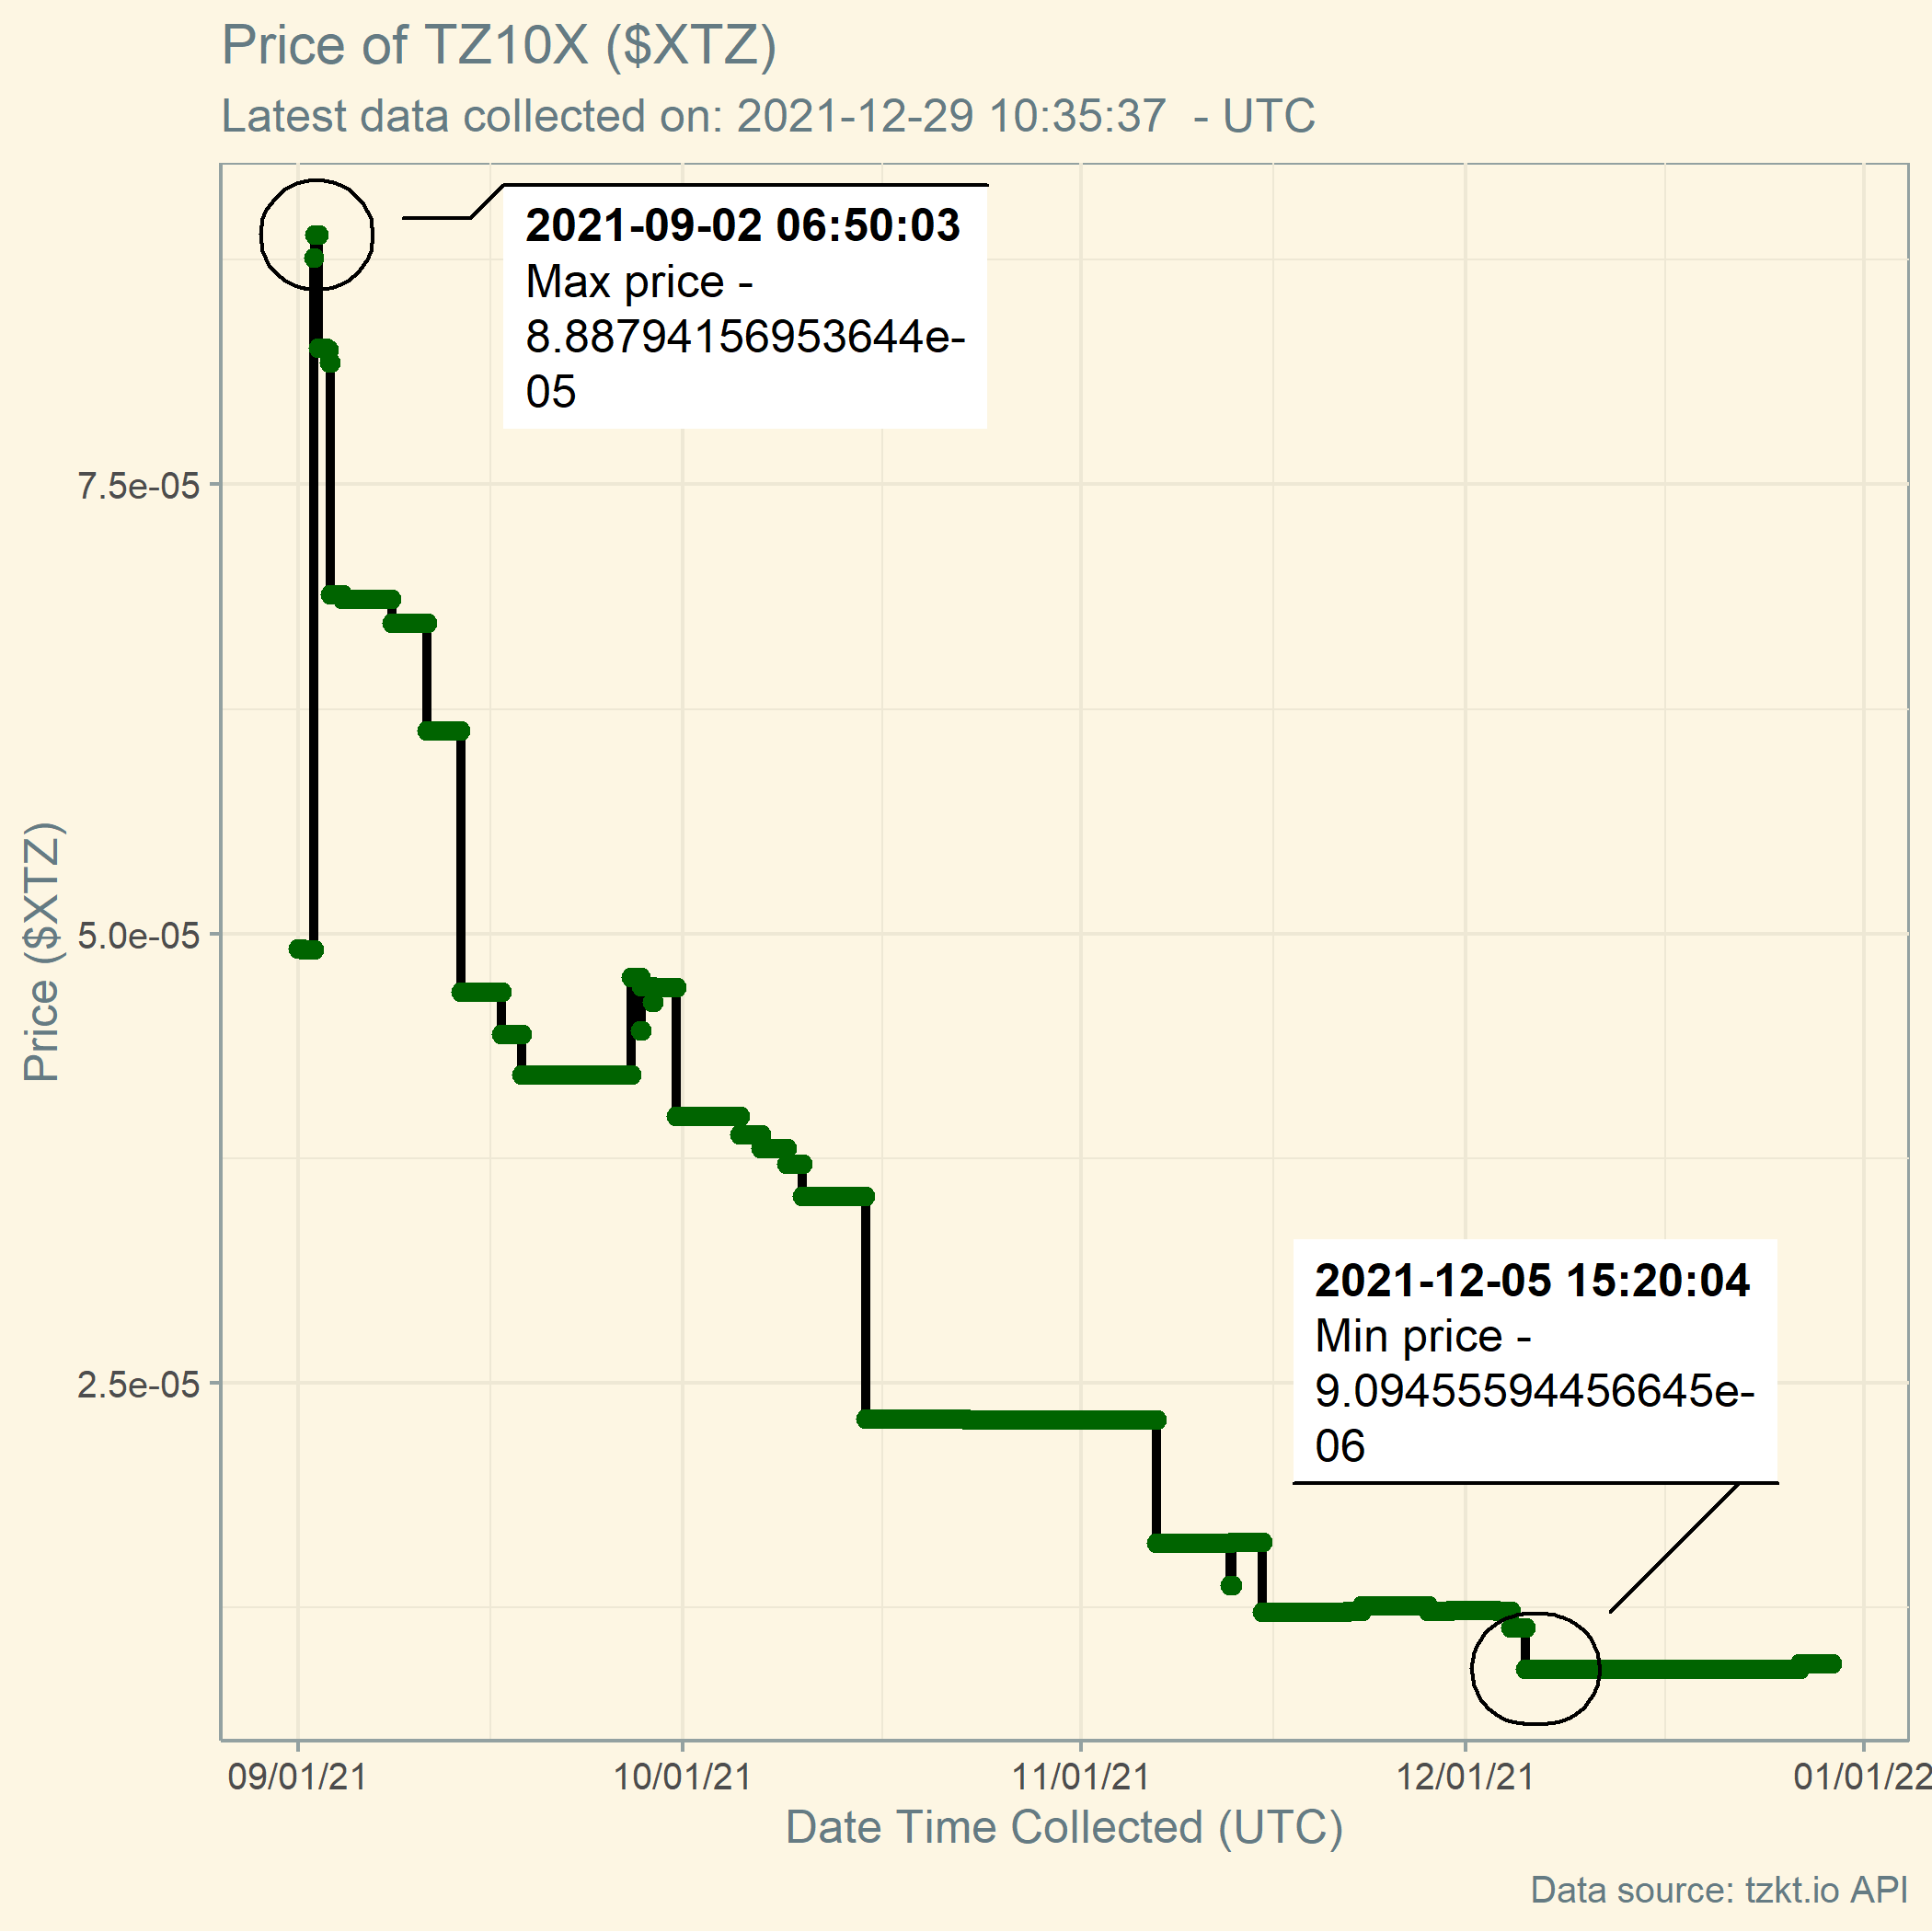 Price of TZ10X ($XTZ)
Latest data collected on: 2021-12-29 10:35:37  - UTC
2021-09-02 06:50:03
Max price -
8.88794156953644e-
05
7.5e-05
5.0e-05
2.5e-05
Price ($XTZ)
2021-12-05 15:20:04
Min price -
9.09455594456645e-
06
09/01/21
10/01/21
11/01/21
12/01/21
01/01/22
Date Time Collected (UTC)
Data source: tzkt.io API